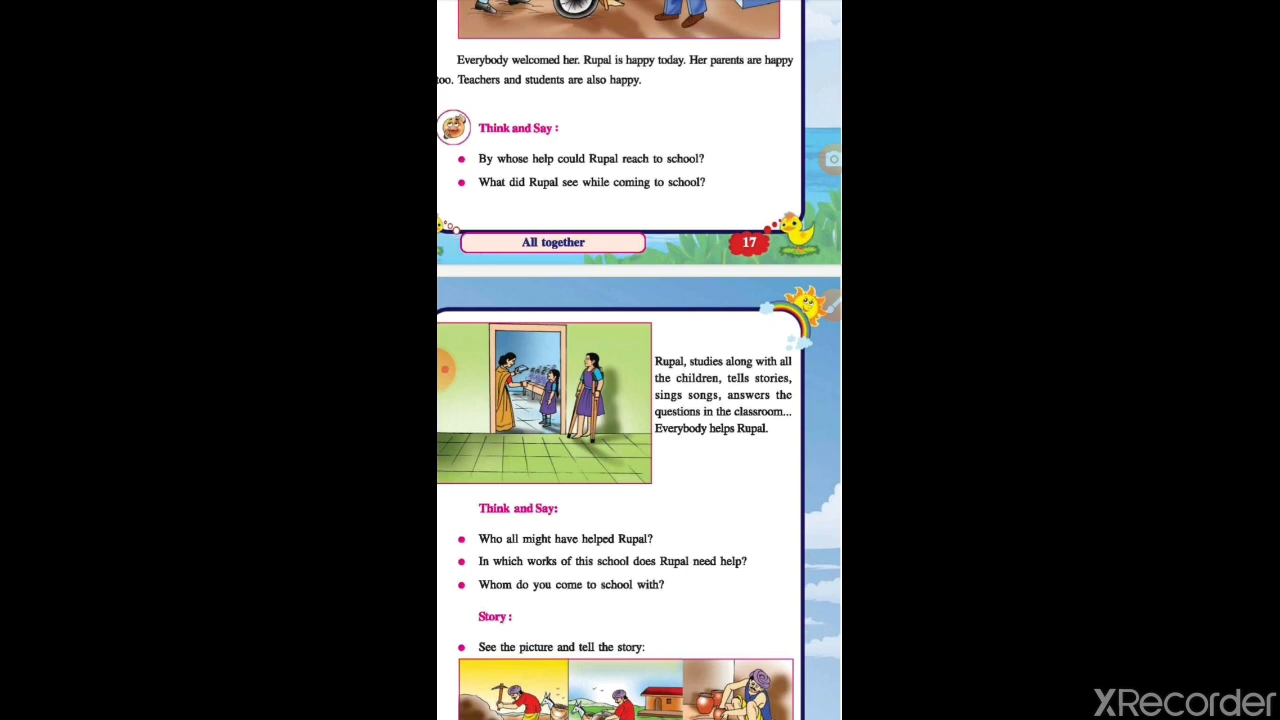 Everybody welcomed her. Rupal is happy today. Her parents are happy
too. Teachers and students are also happy.
Think and Say :
By whose help could Rupal reach to school?
What did Rupal see while coming to school?
All together
17
Rupal, studies along with all
the children, tells stories,
sings songs, answers the
questions in the classroom...
Everybody helps Rupal.
Think and Say:
Who all might have helped Rupal?
In which works of this school does Rupal need help?
Whom do you come to school with?
Story :
See the picture and tell the story:
XRecorder